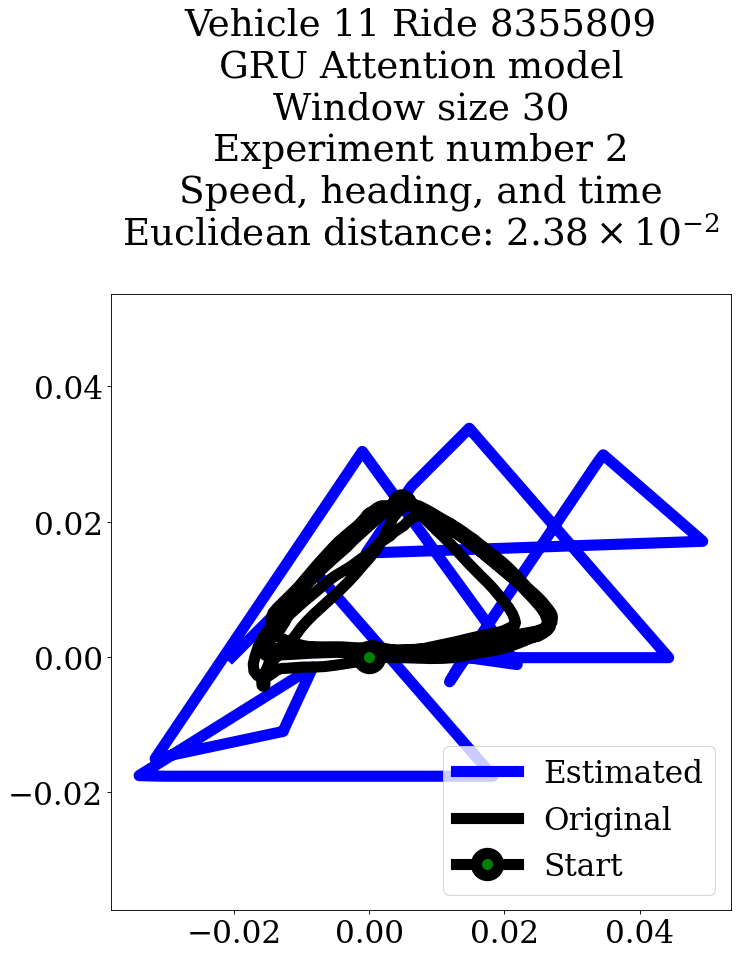 Vehicle 11 Ride 8355809
GRU Attention model
Window size 30
Experiment number 2
Speed, heading, and time
Euclidean distance: 2.38 × 10⁻²
0.04
0.02
0.00
−0.02
Estimated
Original
Start
−0.02 0.00 0.02 0.04